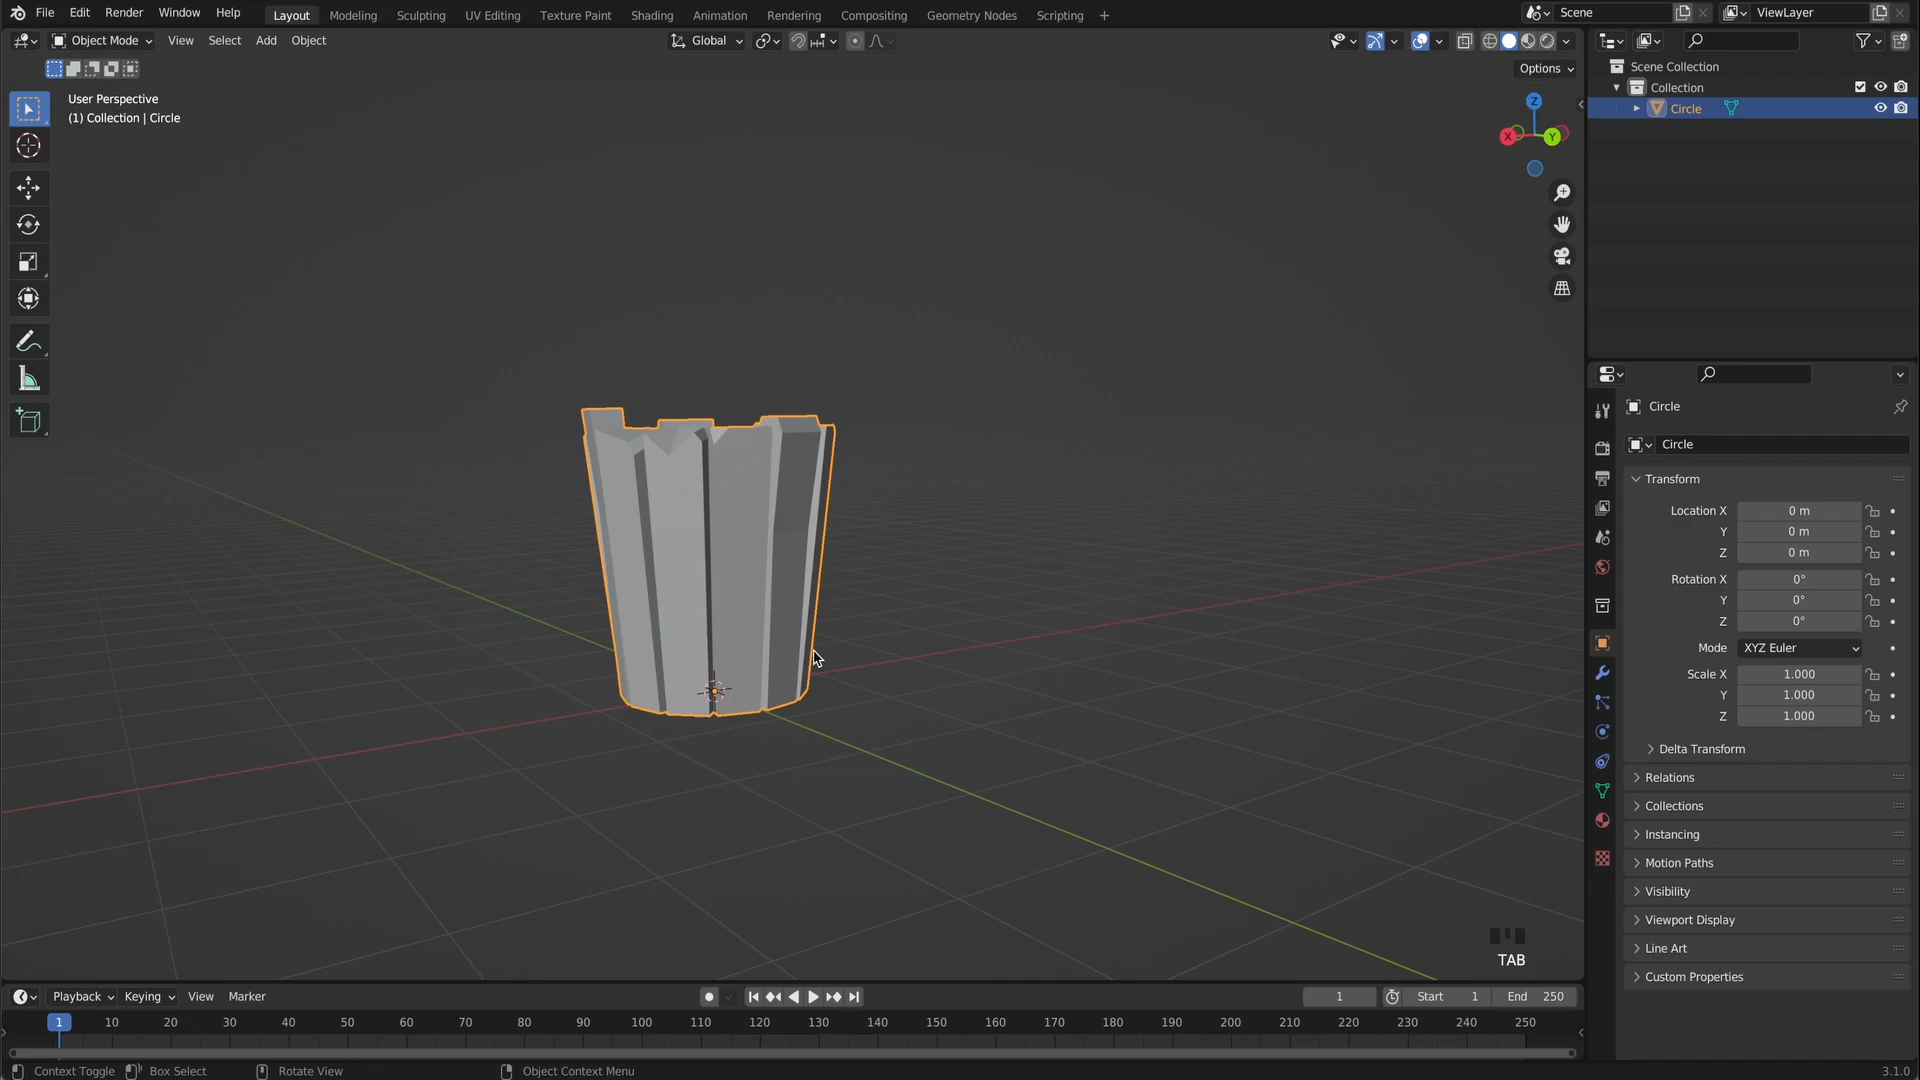 File Edit Render Window Help Layout Modeling Sculpting UV Editing Texture Paint Shading Animation Rendering Compositing Geometry Nodes Scripting + Scene ViewLayer
Object Mode View Select Add Object Global
Options
User Perspective
(1) Collection | Circle
Z
X
Y
Scene Collection
Collection
Circle
Circle
Circle
Transform
Location X 0 m
Y 0 m
Z 0 m
Rotation X 0°
Y 0°
Z 0°
Mode XYZ Euler
Scale X 1.000
Y 1.000
Z 1.000
Delta Transform
Relations
Collections
Instancing
Motion Paths
Visibility
Viewport Display
Line Art
Custom Properties
TAB
Playback Keying View Marker 1 Start 1 End 250
1 10 20 30 40 50 60 70 80 90 100 110 120 130 140 150 160 170 180 190 200 210 220 230 240 250
Context Toggle Box Select Rotate View Object Context Menu 3.1.0